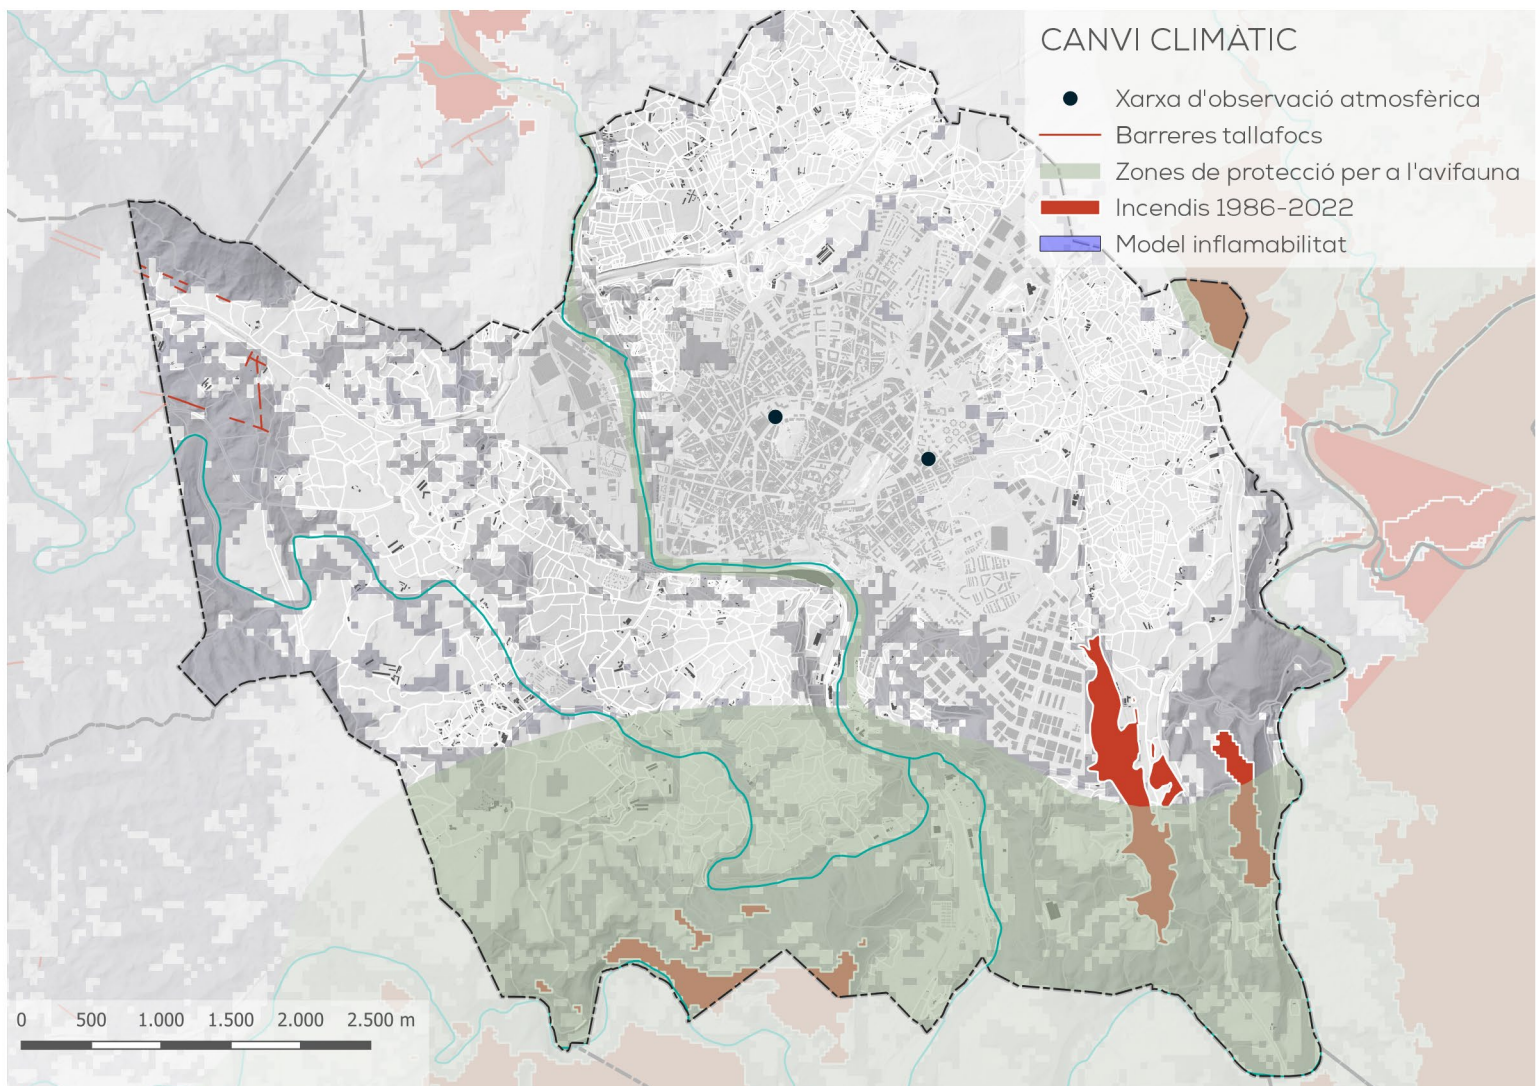 CANVI CLIMÀTIC
Xarxa d'observació atmosfèrica
Barreres tallafocs
Zones de protecció per a l'avifauna
Incendis 1986-2022
Model inflamabilitat
0 500 1.000 1.500 2.000 2.500 m